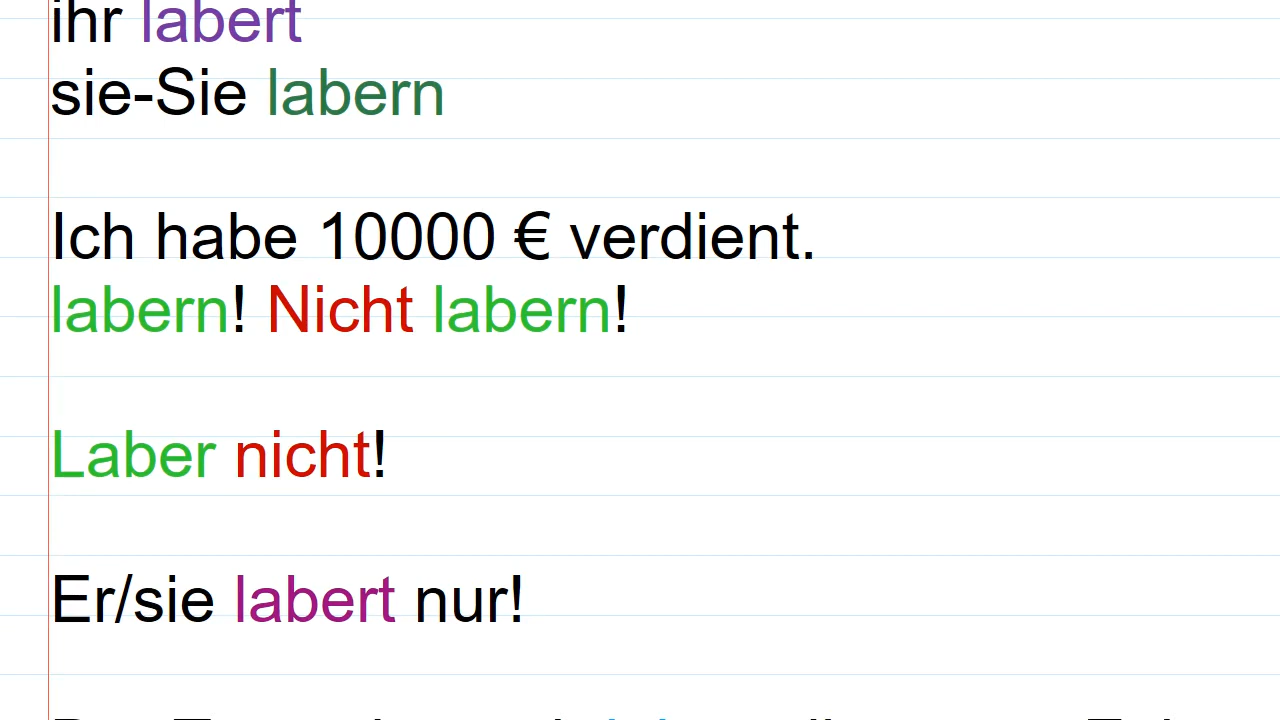 ihr labert
sie-Sie labern
Ich habe 10000 € verdient.
labern! Nicht labern!
Laber nicht!
Er/sie labert nur!